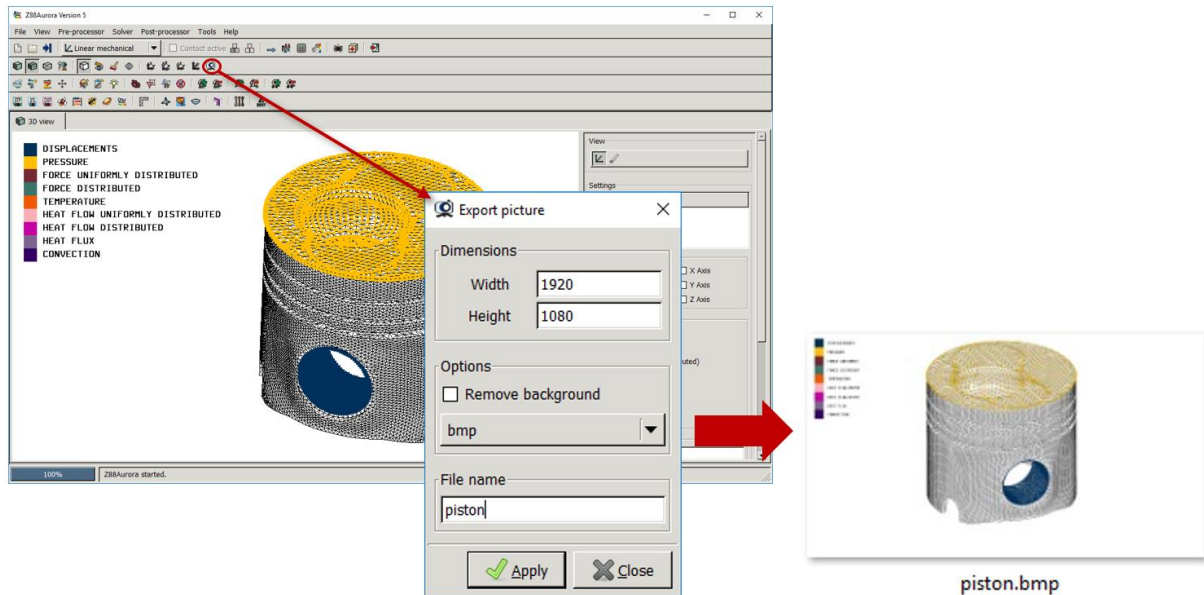 Z88Aurora Version 5
File View Pre-processor Solver Post-processor Tools Help
Linear mechanical
Contact active
3D view
DISPLACEMENTS
PRESSURE
FORCE UNIFORMLY DISTRIBUTED
FORCE DISTRIBUTED
TEMPERATURE
HEAT FLOW UNIFORMLY DISTRIBUTED
HEAT FLOW DISTRIBUTED
HEAT FLUX
CONVECTION
View
Settings
X Axis
Y Axis
Z Axis
Export picture
Dimensions
Width 1920
Height 1080
Options
Remove background
bmp
File name
piston
Apply Close
100% Z88Aurora started.
DISPLACEMENTS
PRESSURE
piston.bmp